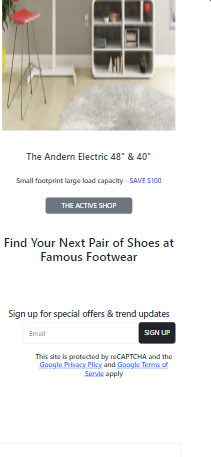 The Andern Electric 48" & 40"
Small footprint large load capacity - SAVE $100
THE ACTIVE SHOP
Find Your Next Pair of Shoes at
Famous Footwear
Sign up for special offers & trend updates
Email
SIGN UP
This site is protected by reCAPTCHA and the
Google Privacy Policy and Google Terms of
Servie apply